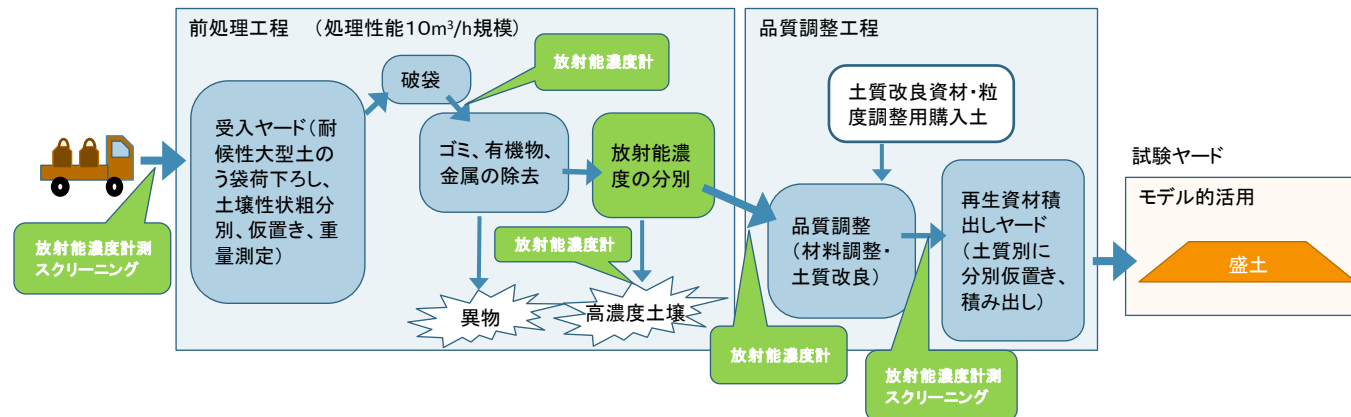 前処理工程　（処理性能10m³/h規模）
品質調整工程
放射能濃度計
破袋
土質改良資材・粒
度調整用購入土
受入ヤード（耐
候性大型土の
う袋荷下ろし、
土壌性状粗分
別、仮置き、重
量測定）
ゴミ、有機物、
金属の除去
放射能濃
度の分別
試験ヤード
モデル的活用
盛土
再生資材積
出しヤード
（土質別に
分別仮置き、
積み出し）
品質調整
（材料調整・
土質改良）
放射能濃度計測
スクリーニング
放射能濃度計
異物
高濃度土壌
放射能濃度計
放射能濃度計測
スクリーニング